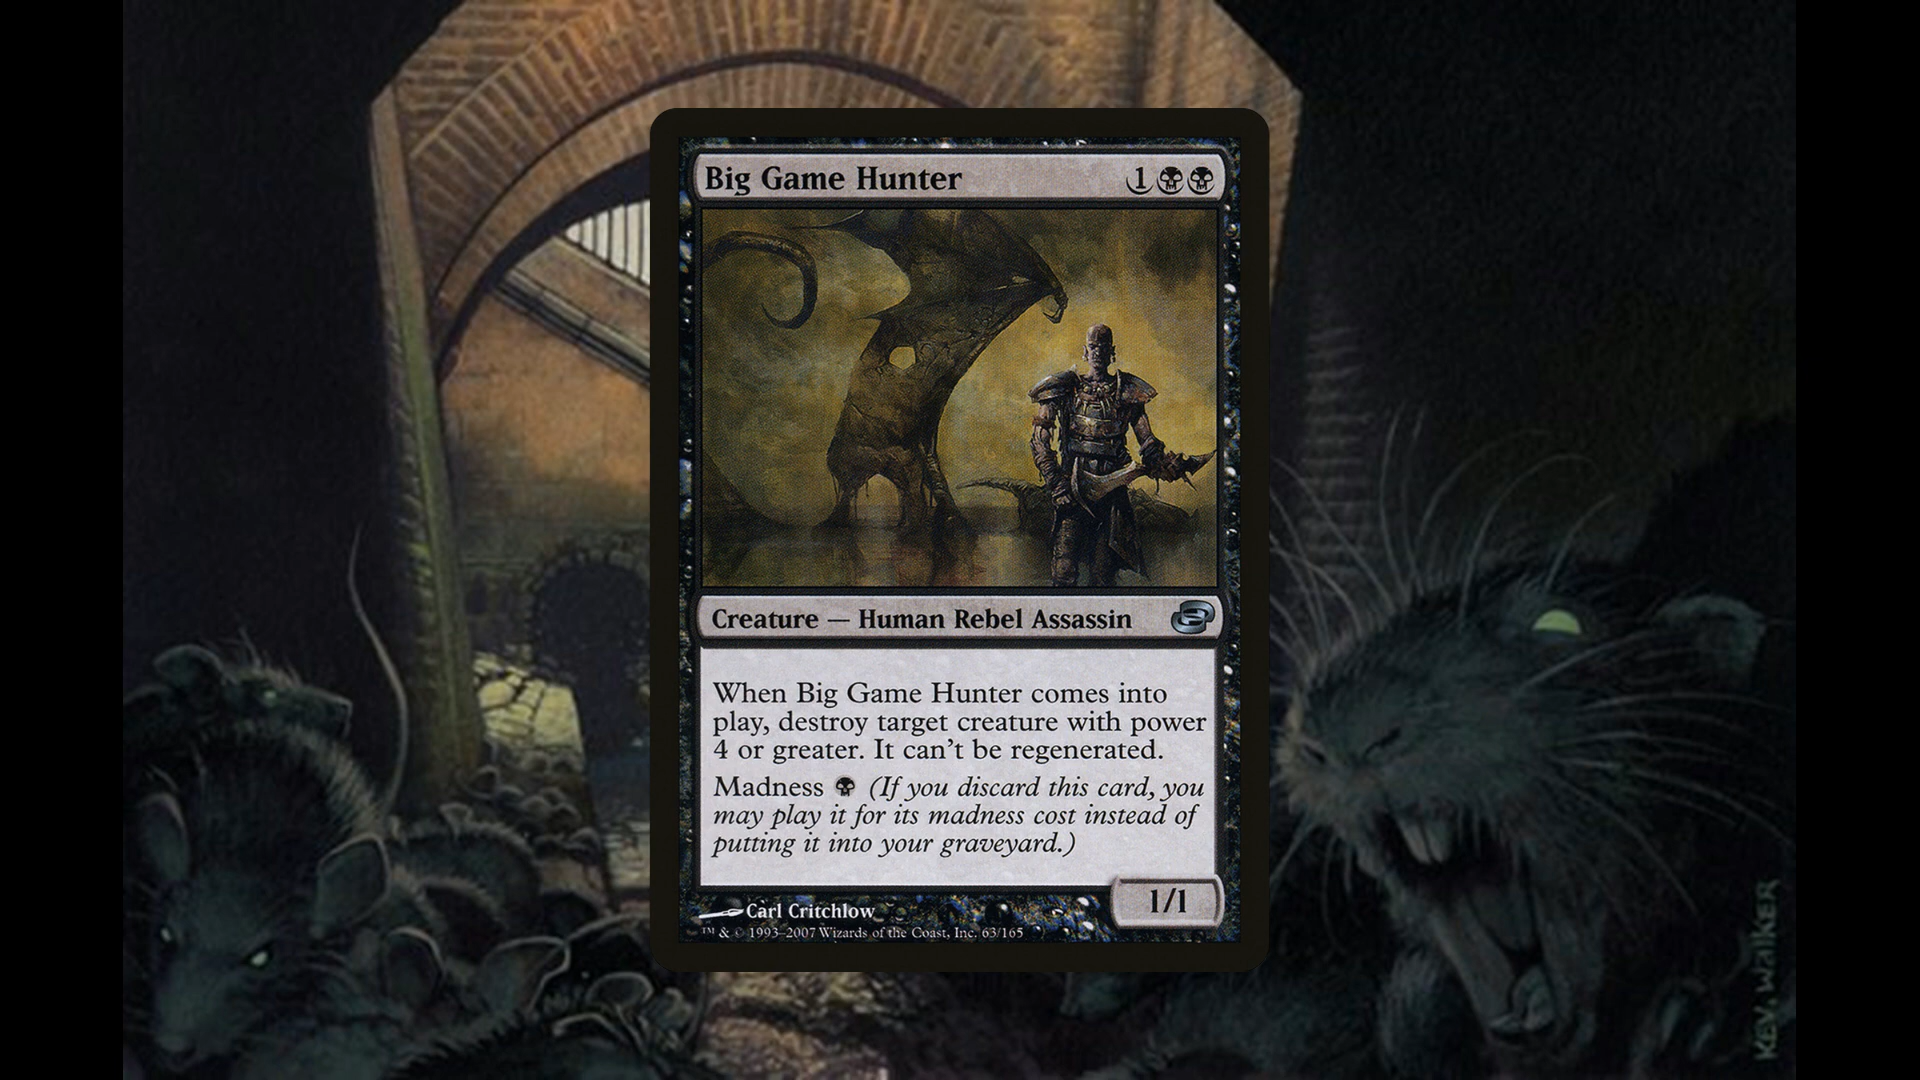 Big Game Hunter 1
Creature — Human Rebel Assassin
When Big Game Hunter comes into
play, destroy target creature with power
4 or greater. It can't be regenerated.
Madness (If you discard this card, you
may play it for its madness cost instead of
putting it into your graveyard.)
1/1
Carl Critchlow
™ & © 1993–2007 Wizards of the Coast, Inc. 63/165
KEV. WALKER